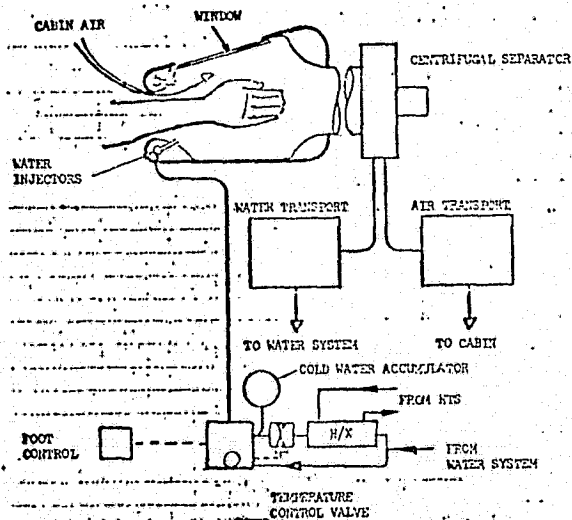 CABIN AIR
WINDOW
CENTRIFUGAL SEPARATOR
WATER
INJECTORS
WATER TRANSPORT
AIR TRANSPORT
TO WATER SYSTEM
TO CABIN
COLD WATER ACCUMULATOR
FROM HTS
H/X
FOOT
CONTROL
FROM
WATER SYSTEM
TEMPERATURE
CONTROL VALVE